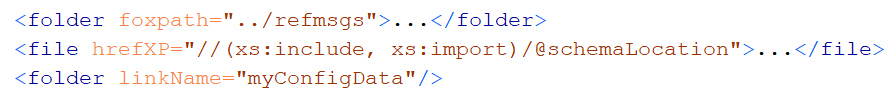 <folder foxpath="../refmsgs">...</folder>
<file hrefXP="//(xs:include, xs:import)/@schemaLocation">...</file>
<folder linkName="myConfigData"/>